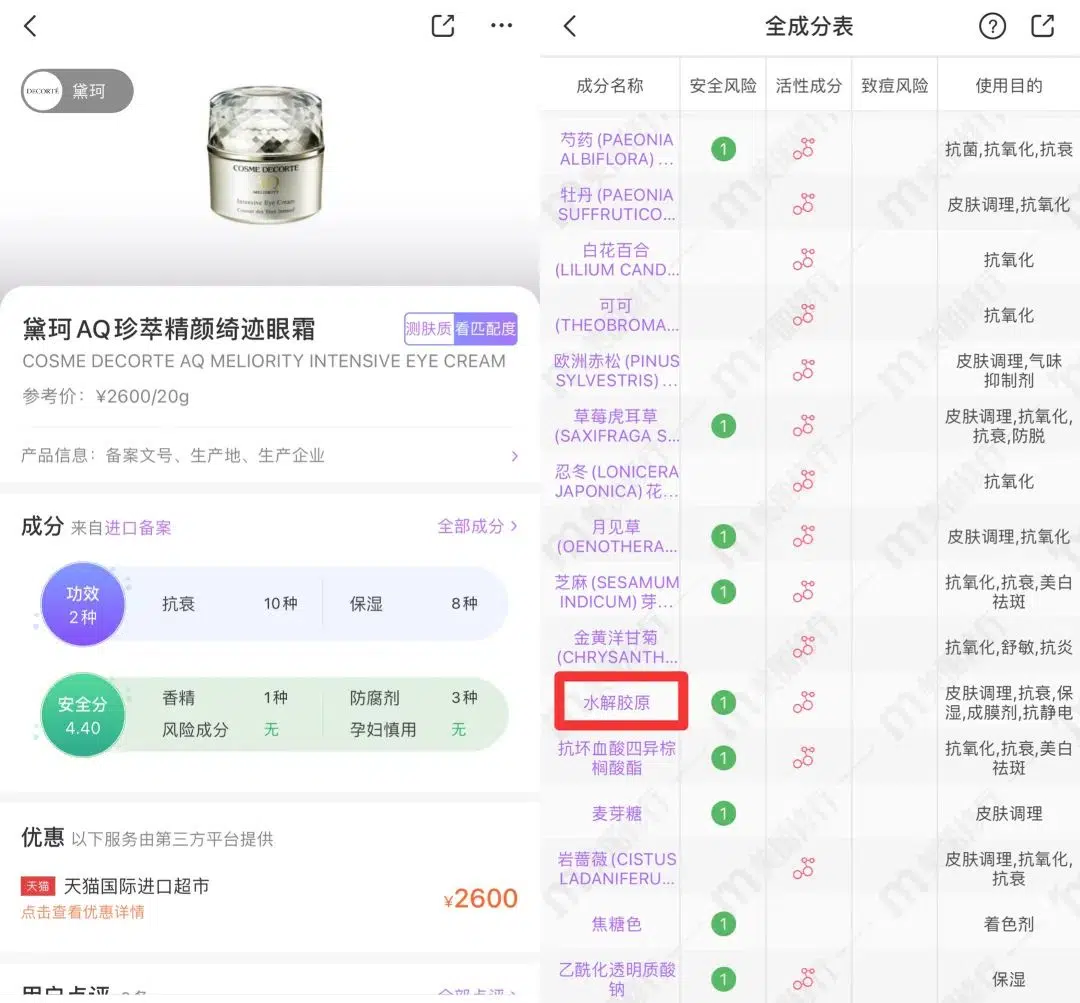 DECORTÉ 黛珂
COSME DECORTE
MELIORITY
Intensive Eye Cream
黛珂AQ珍萃精颜绮迹眼霜
测肤质 看匹配度
COSME DECORTE AQ MELIORITY INTENSIVE EYE CREAM
参考价：¥2600/20g
产品信息：备案文号、生产地、生产企业
成分 来自进口备案
全部成分
功效
2种
抗衰 10种 保湿 8种
安全分
4.40
香精 1种 防腐剂 3种
风险成分 无 孕妇慎用 无
优惠 以下服务由第三方平台提供
天猫 天猫国际进口超市
点击查看优惠详情
¥2600
全成分表
成分名称 安全风险 活性成分 致痘风险 使用目的
芍药(PAEONIA
ALBIFLORA)...
1
抗菌,抗氧化,抗衰
牡丹(PAEONIA
SUFFRUTICO...
皮肤调理,抗氧化
白花百合
(LILIUM CAND...
抗氧化
可可
(THEOBROMA...
抗氧化
欧洲赤松(PINUS
SYLVESTRIS)...
皮肤调理,气味
抑制剂
草莓虎耳草
(SAXIFRAGA S...
1
皮肤调理,抗氧化,
抗衰,防脱
忍冬(LONICERA
JAPONICA)花...
抗氧化
月见草
(OENOTHERA...
1
皮肤调理,抗氧化
芝麻(SESAMUM
INDICUM)芽...
1
抗氧化,抗衰,美白
祛斑
金黄洋甘菊
(CHRYSANTH...
抗氧化,舒敏,抗炎
水解胶原
1
皮肤调理,抗衰,保
湿,成膜剂,抗静电
抗坏血酸四异棕
榈酸酯
1
抗氧化,抗衰,美白
祛斑
麦芽糖
1
皮肤调理
岩蔷薇(CISTUS
LADANIFERU...
皮肤调理,抗氧化,
抗衰
焦糖色
1
着色剂
乙酰化透明质酸
钠
1
保湿